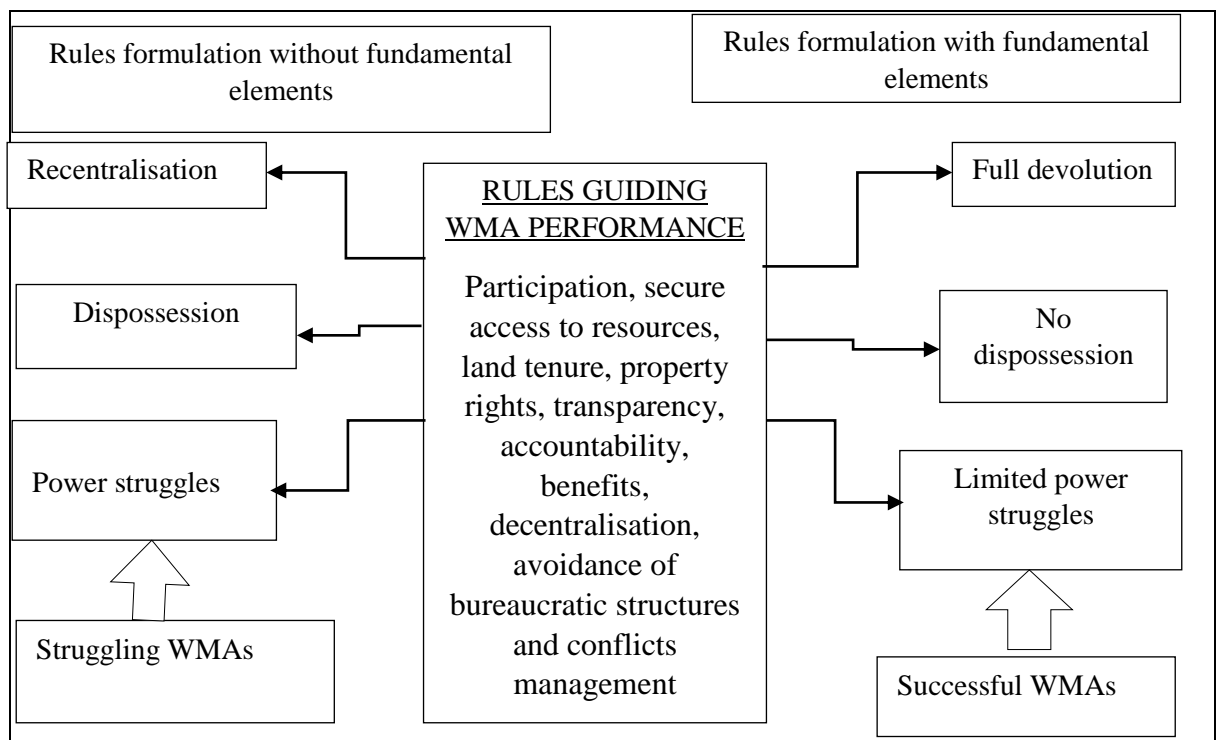 Rules formulation without fundamental
elements
Rules formulation with fundamental
elements
Recentralisation
Dispossession
Power struggles
Struggling WMAs
RULES GUIDING
WMA PERFORMANCE
Participation, secure
access to resources,
land tenure, property
rights, transparency,
accountability,
benefits,
decentralisation,
avoidance of
bureaucratic structures
and conflicts
management
Full devolution
No
dispossession
Limited power
struggles
Successful WMAs